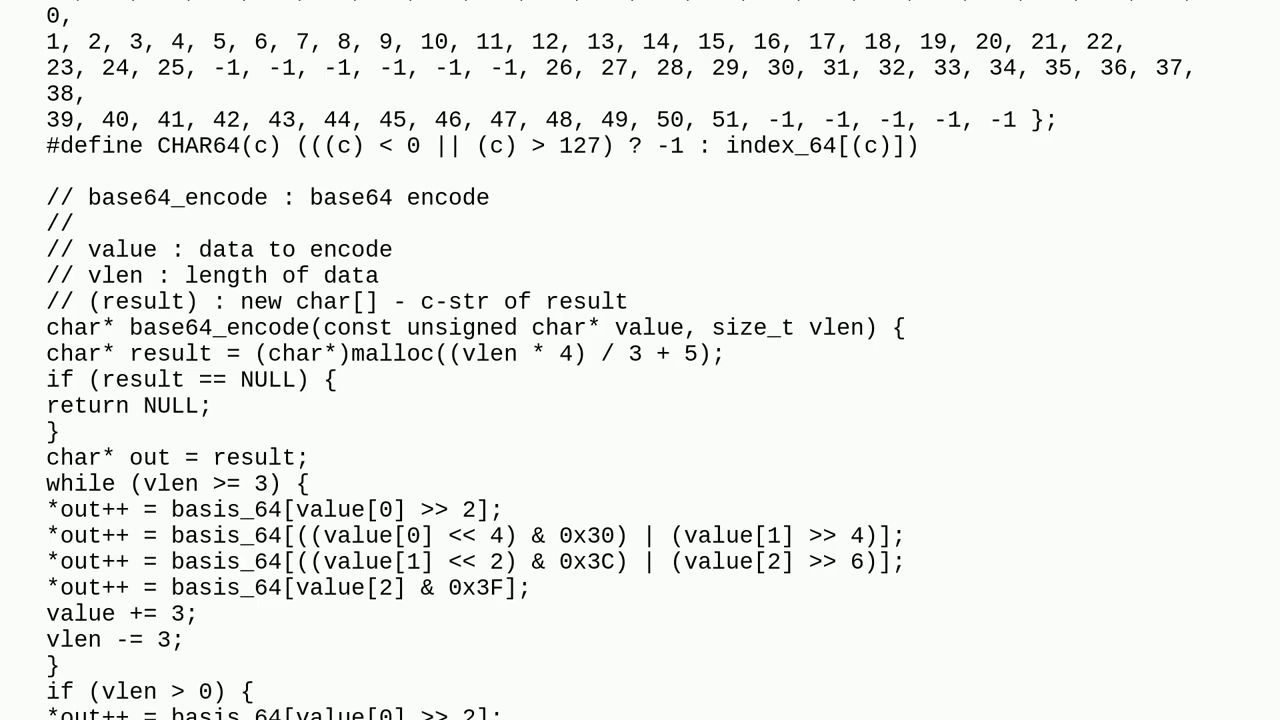 0,
1, 2, 3, 4, 5, 6, 7, 8, 9, 10, 11, 12, 13, 14, 15, 16, 17, 18, 19, 20, 21, 22,
23, 24, 25, -1, -1, -1, -1, -1, -1, 26, 27, 28, 29, 30, 31, 32, 33, 34, 35, 36, 37,
38,
39, 40, 41, 42, 43, 44, 45, 46, 47, 48, 49, 50, 51, -1, -1, -1, -1, -1 };
#define CHAR64(c) (((c) < 0 || (c) > 127) ? -1 : index_64[(c)])
// base64_encode : base64 encode
//
// value : data to encode
// vlen : length of data
// (result) : new char[] - c-str of result
char* base64_encode(const unsigned char* value, size_t vlen) {
char* result = (char*)malloc((vlen * 4) / 3 + 5);
if (result == NULL) {
return NULL;
}
char* out = result;
while (vlen >= 3) {
*out++ = basis_64[value[0] >> 2];
*out++ = basis_64[((value[0] << 4) & 0x30) | (value[1] >> 4)];
*out++ = basis_64[((value[1] << 2) & 0x3C) | (value[2] >> 6)];
*out++ = basis_64[value[2] & 0x3F];
value += 3;
vlen -= 3;
}
if (vlen > 0) {
*out++ = basis_64[value[0] >> 2];